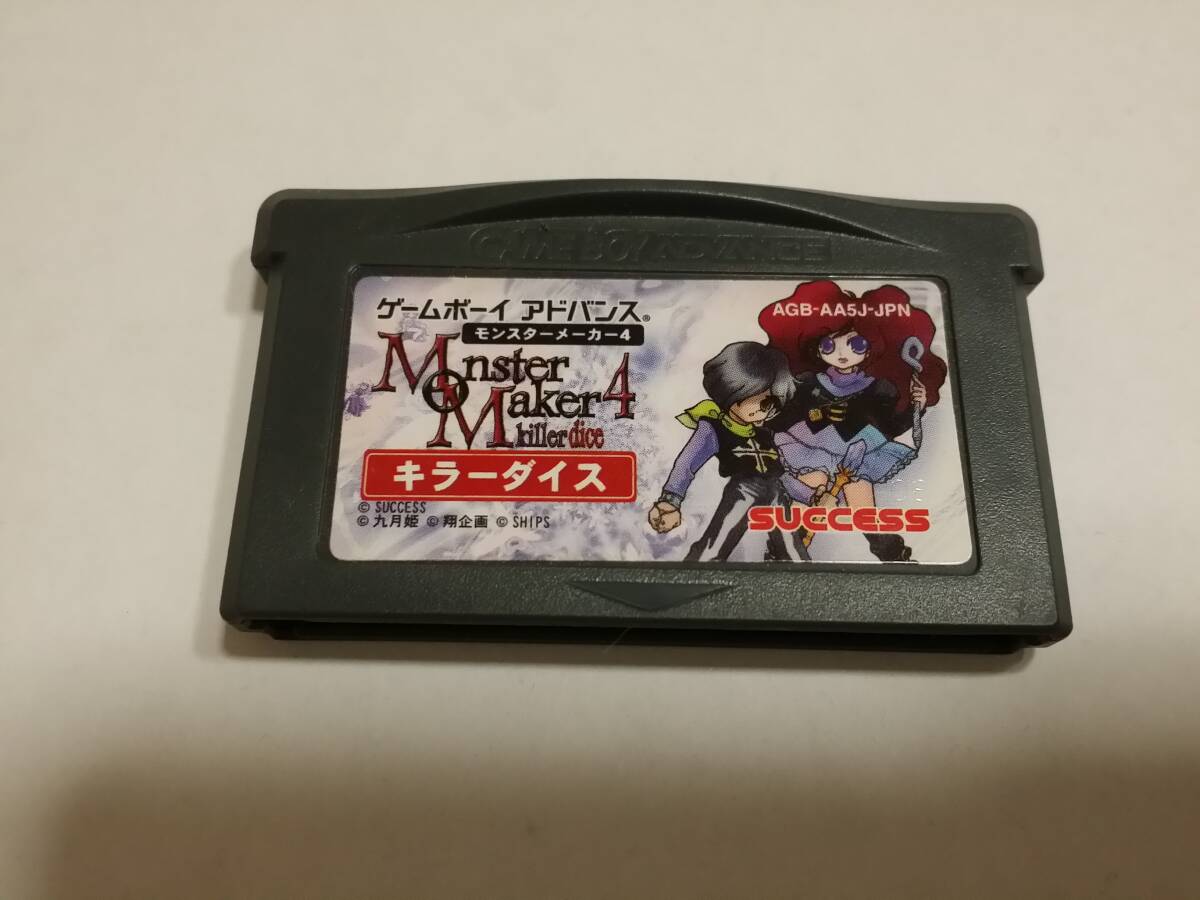 GAME BOY ADVANCE
ゲームボーイ アドバンス®
AGB-AA5J-JPN
モンスターメーカー4
Monster
Maker 4
killer dice
キラーダイス
© SUCCESS
© 九月姫 © 翔企画 © SHIPS
SUCCESS